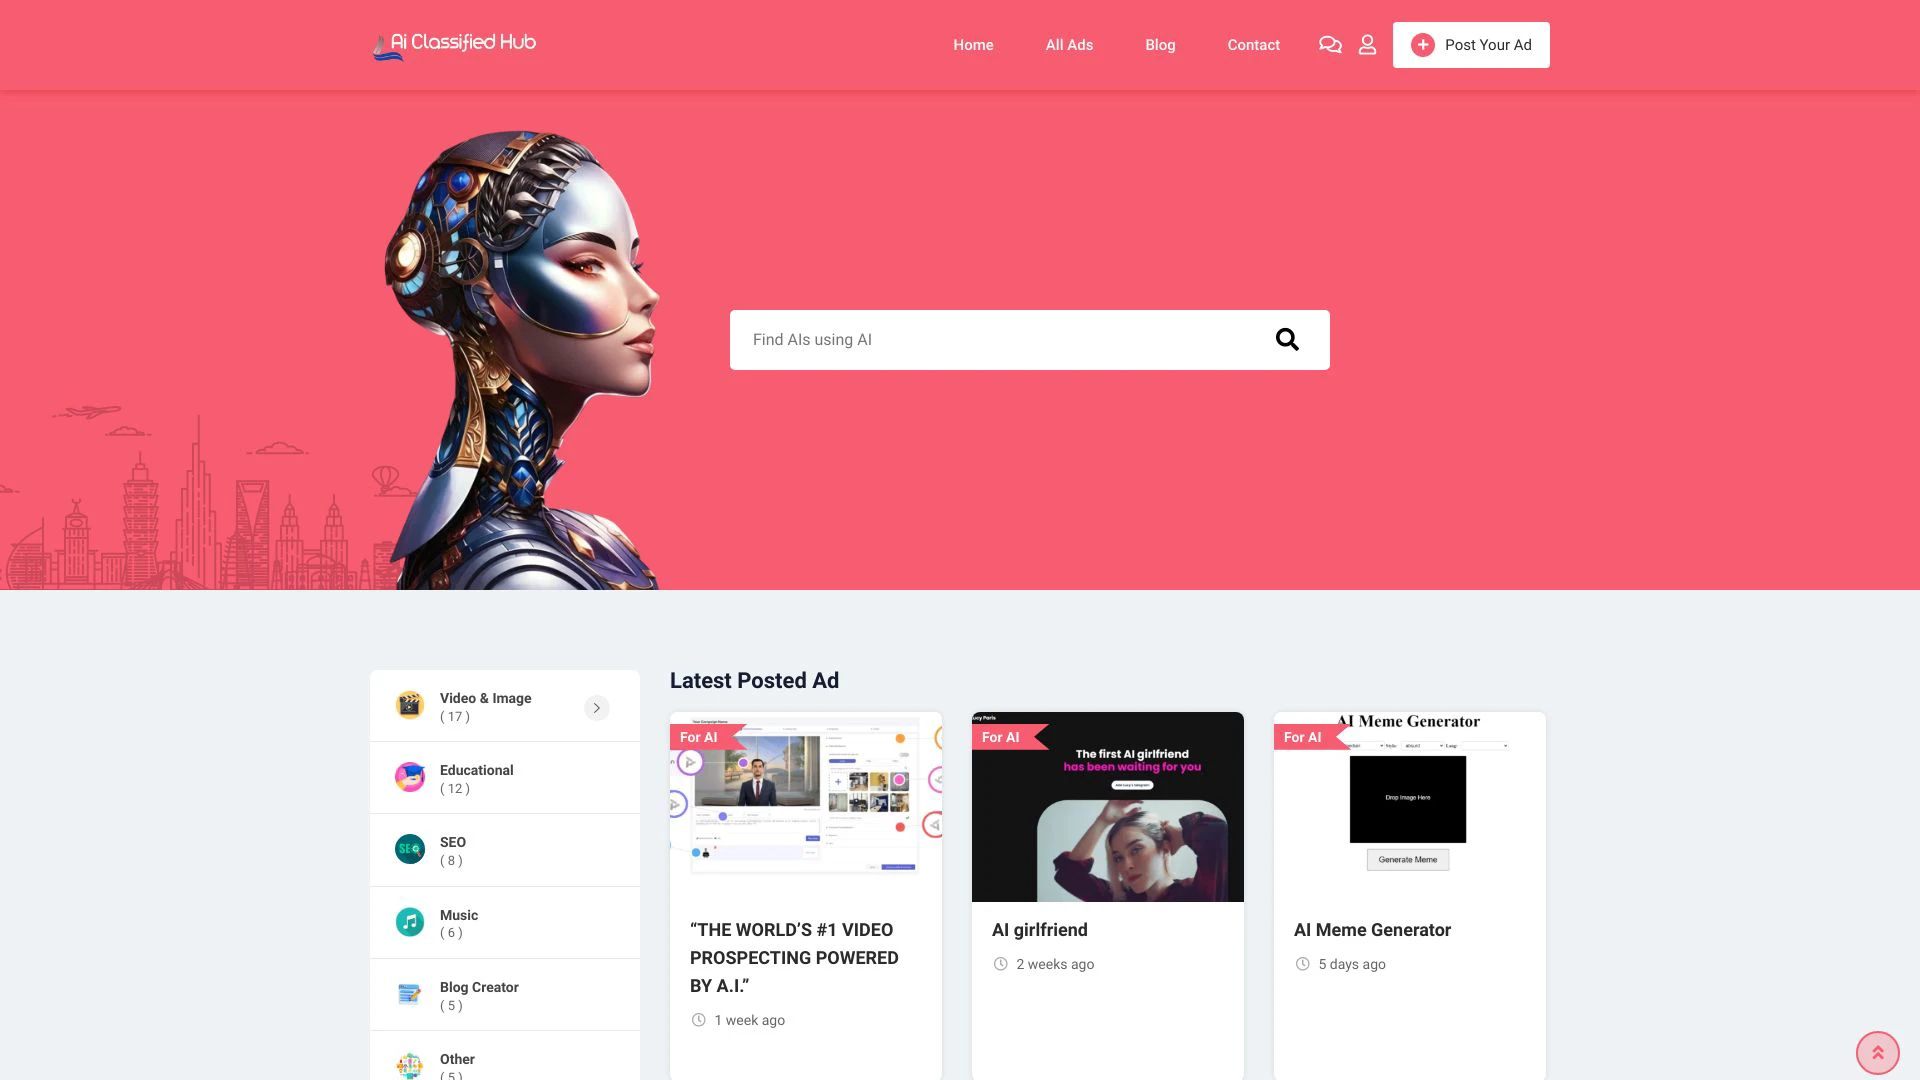 Ai Classified Hub
Home
All Ads
Blog
Contact
Post Your Ad
Find AIs using AI
Video & Image
( 17 )
Educational
( 12 )
SEO
SEO
( 8 )
Music
( 6 )
Blog Creator
( 5 )
Other
( 5 )
Latest Posted Ad
For AI
“THE WORLD’S #1 VIDEO
PROSPECTING POWERED
BY A.I.”
1 week ago
For AI
The first AI girlfriend
has been waiting for you
AI girlfriend
2 weeks ago
AI Meme Generator
For AI
Drop Image Here
Generate Meme
AI Meme Generator
5 days ago